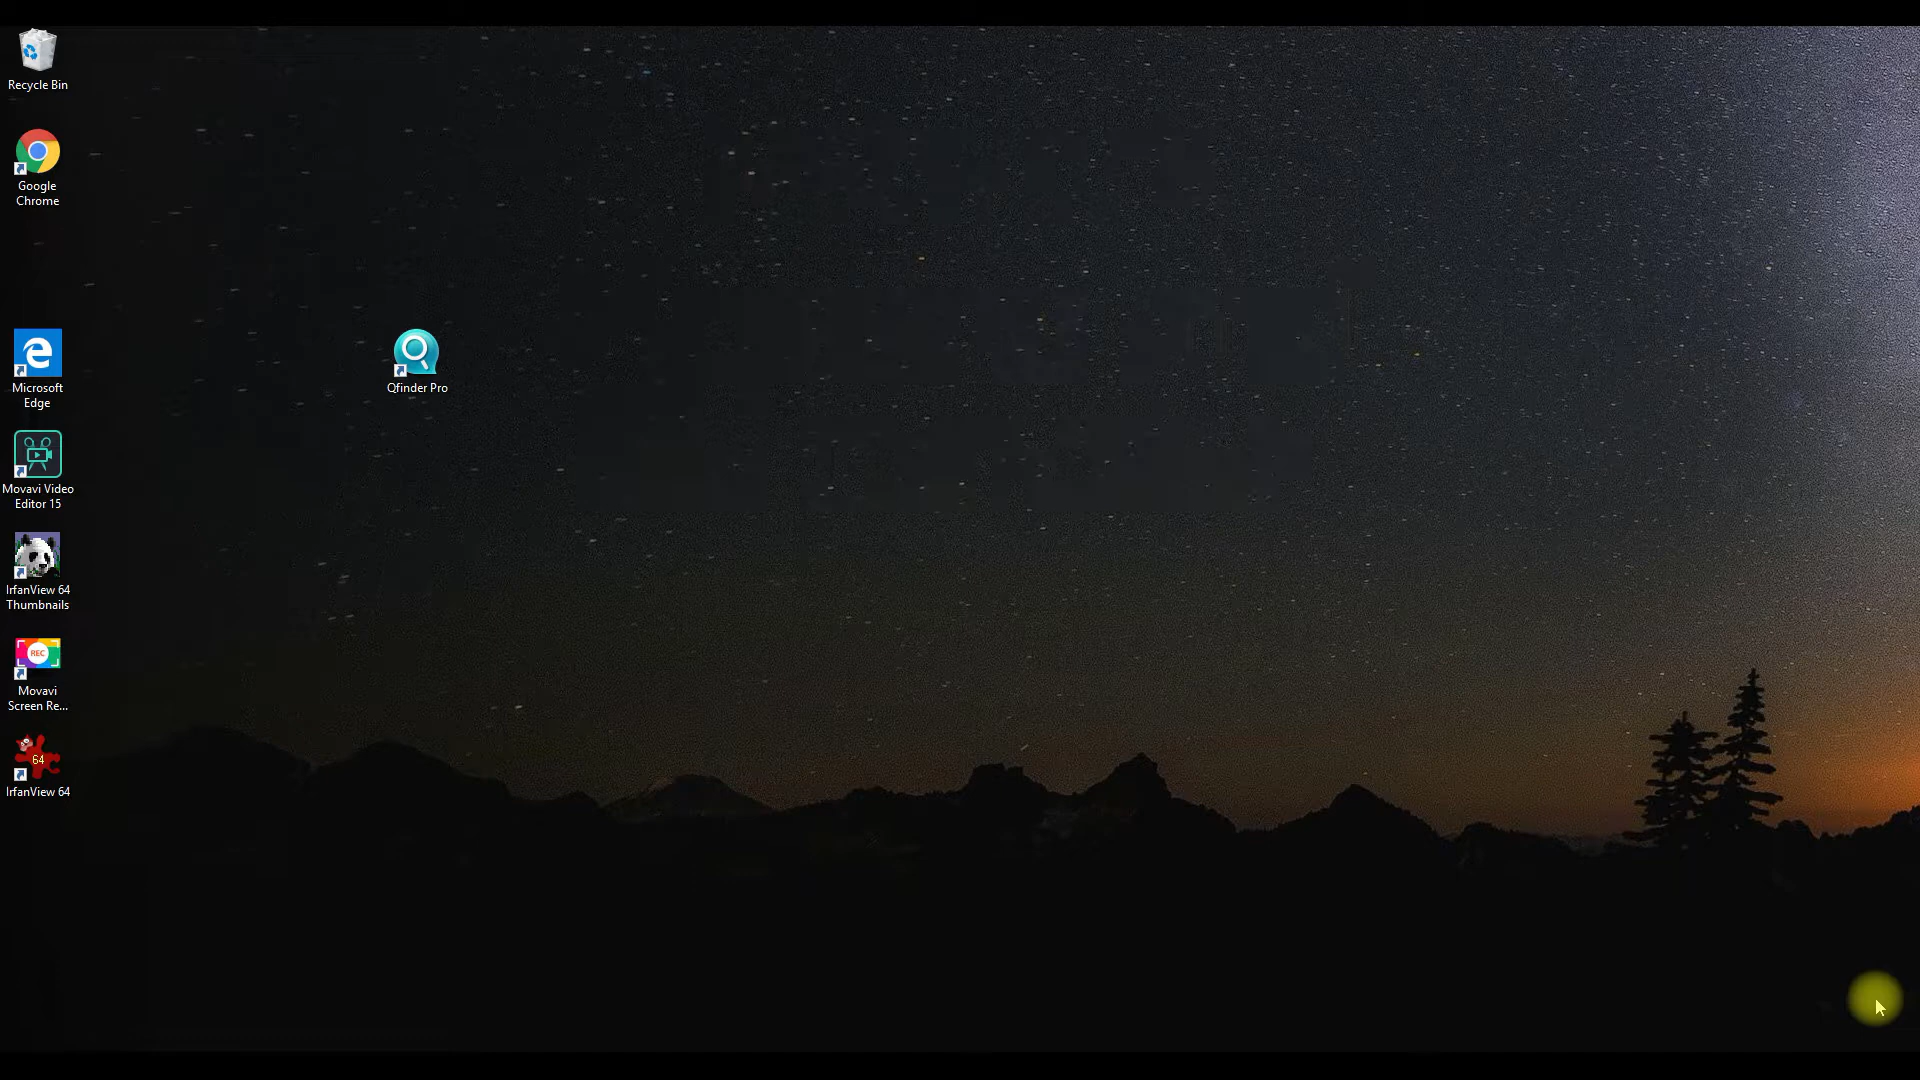 Recycle Bin
Google
Chrome
Microsoft
Edge
Qfinder Pro
Movavi Video
Editor 15
IrfanView 64
Thumbnails
REC
Movavi
Screen Re...
64
IrfanView 64